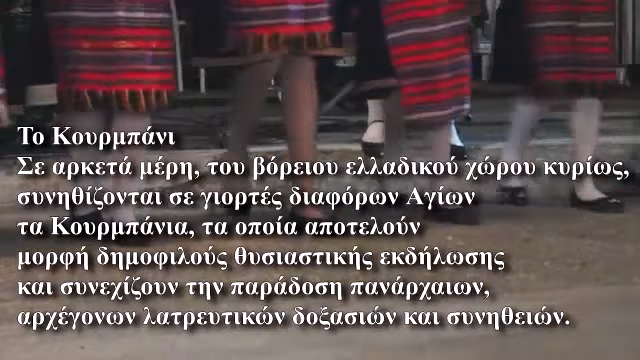 Το Κουρμπάνι
Σε αρκετά μέρη, του βόρειου ελλαδικού χώρου κυρίως,
συνηθίζονται σε γιορτές διαφόρων Αγίων
τα Κουρμπάνια, τα οποία αποτελούν
μορφή δημοφιλούς θυσιαστικής εκδήλωσης
και συνεχίζουν την παράδοση πανάρχαιων,
αρχέγονων λατρευτικών δοξασιών και συνηθειών.